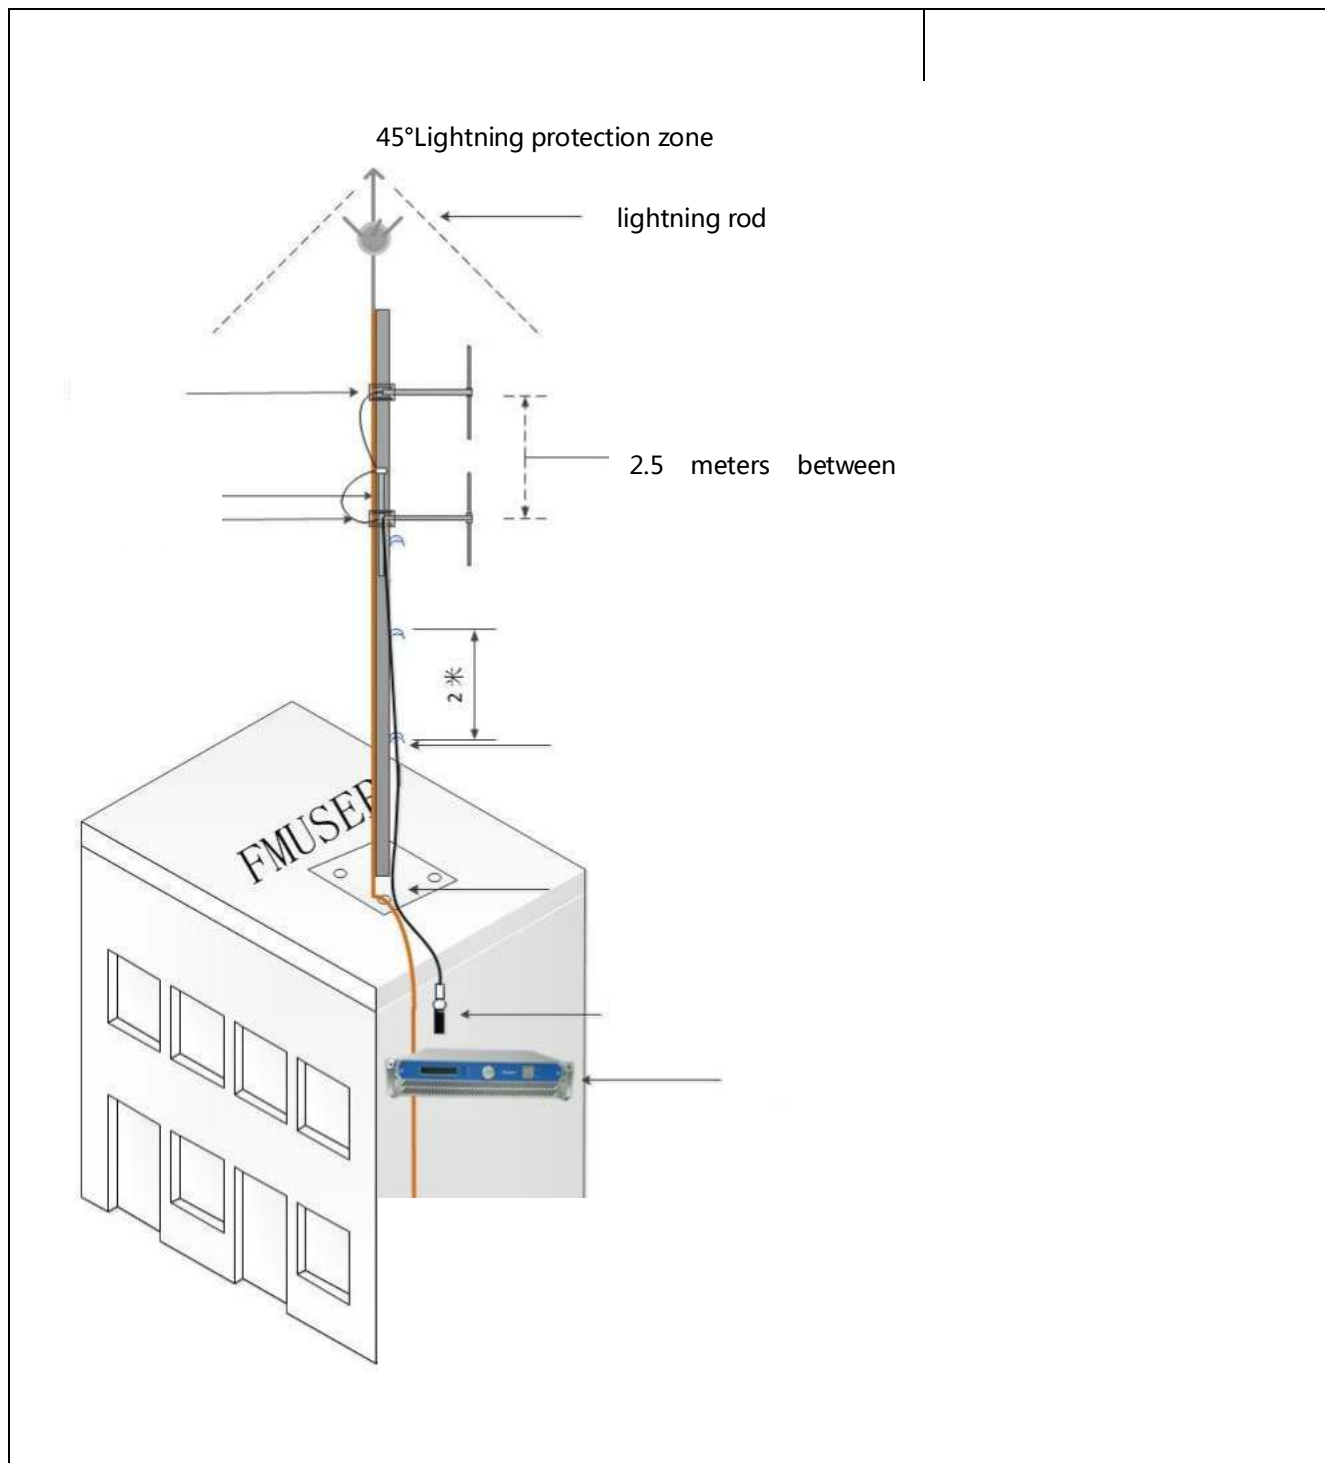 45°Lightning protection zone
lightning rod
2.5 meters between
2 米
FMUSER